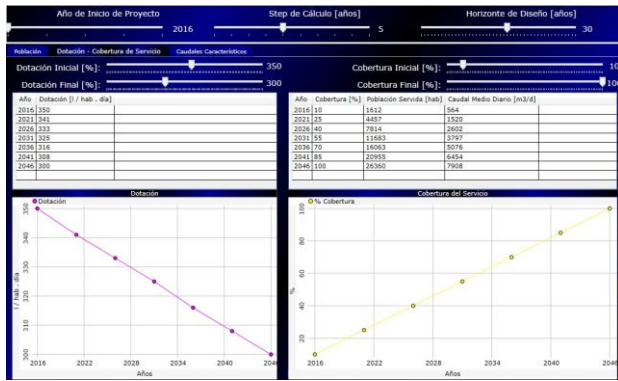 Año de Inicio de Proyecto
2016
Step de Cálculo [años]
5
Horizonte de Diseño [años]
30
Población
Dotación - Cobertura de Servicio
Caudales Característicos
Dotación Inicial [%]:
350
Dotación Final [%]:
300
Cobertura Inicial [%]:
10
Cobertura Final [%]:
100
Año Dotación [l / hab . día]
2016 350
2021 341
2026 333
2031 325
2036 316
2041 308
2046 300
Año Cobertura [%] Población Servida [hab] Caudal Medio Diario [m3/d]
2016 10 1612 564
2021 25 4457 1520
2026 40 7814 2602
2031 55 11683 3797
2036 70 16063 5076
2041 85 20955 6454
2046 100 26360 7908
Dotación
Dotación
350
340
330
320
310
300
l / hab . día
2016 2022 2028 2034 2040 2046
Años
Cobertura del Servicio
% Cobertura
100
80
60
40
20
%
2016 2022 2028 2034 2040 2046
Años